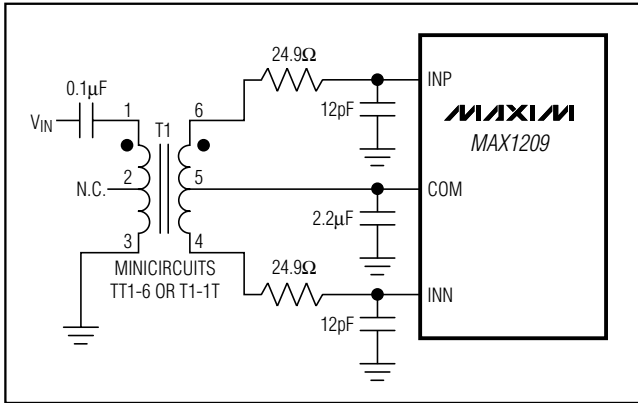 24.9Ω
0.1μF
12pF
INP
VIN
1
T1
6
MAXIM
MAX1209
N.C.
2
5
COM
2.2μF
3
4
MINICIRCUITS
TT1-6 OR T1-1T
24.9Ω
12pF
INN